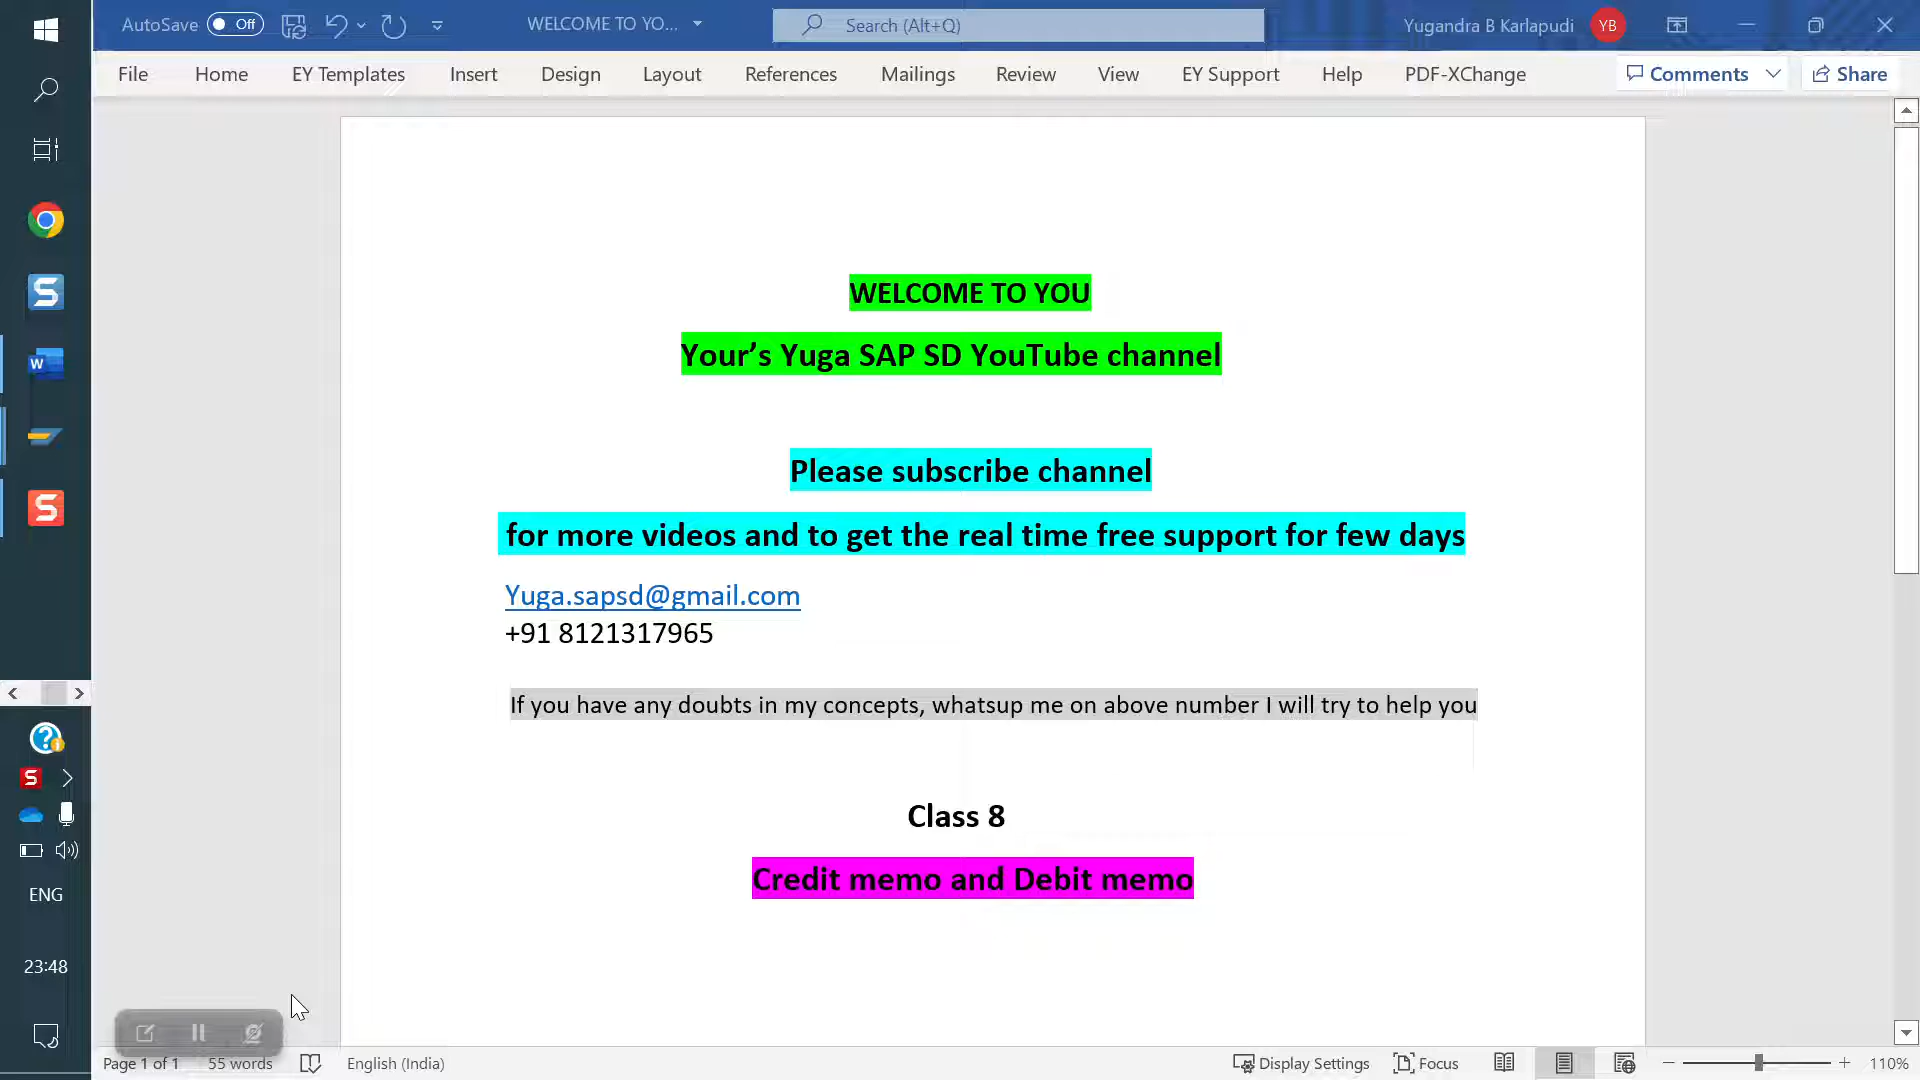 AutoSave Off WELCOME TO YO... Search (Alt+Q) Yugandra B Karlapudi YB
File Home EY Templates Insert Design Layout References Mailings Review View EY Support Help PDF-XChange Comments Share
WELCOME TO YOU
Your’s Yuga SAP SD YouTube channel
Please subscribe channel
for more videos and to get the real time free support for few days
Yuga.sapsd@gmail.com
+91 8121317965
If you have any doubts in my concepts, whatsup me on above number I will try to help you
Class 8
Credit memo and Debit memo
ENG
23:48
Page 1 of 1 55 words English (India) Display Settings Focus 110%